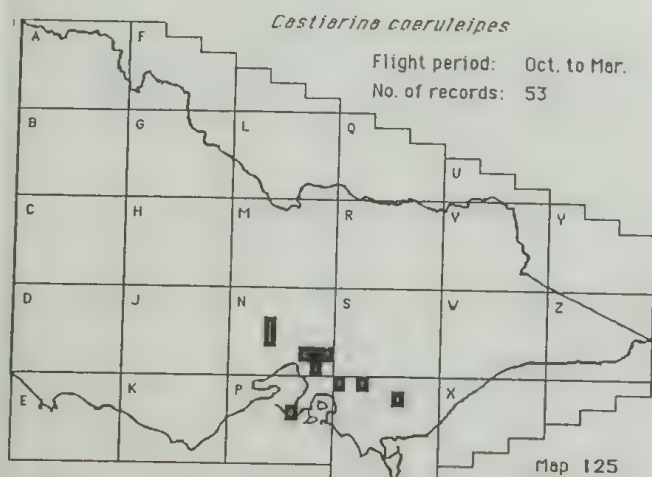 Castiarina coeruleipes
Flight period: Oct. to Mar.
No. of records: 53
A F
B G L Q
U
C H M R V Y
D J N S W Z
E K P X
Map 125